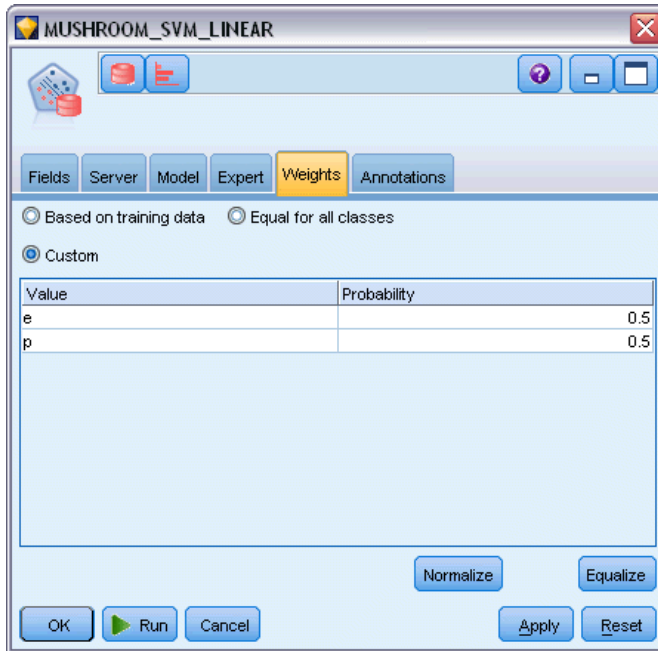 MUSHROOM_SVM_LINEAR
?
Fields Server Model Expert Weights Annotations
Based on training data Equal for all classes
Custom
Value Probability
e 0.5
p 0.5
Normalize Equalize
OK Run Cancel Apply Reset